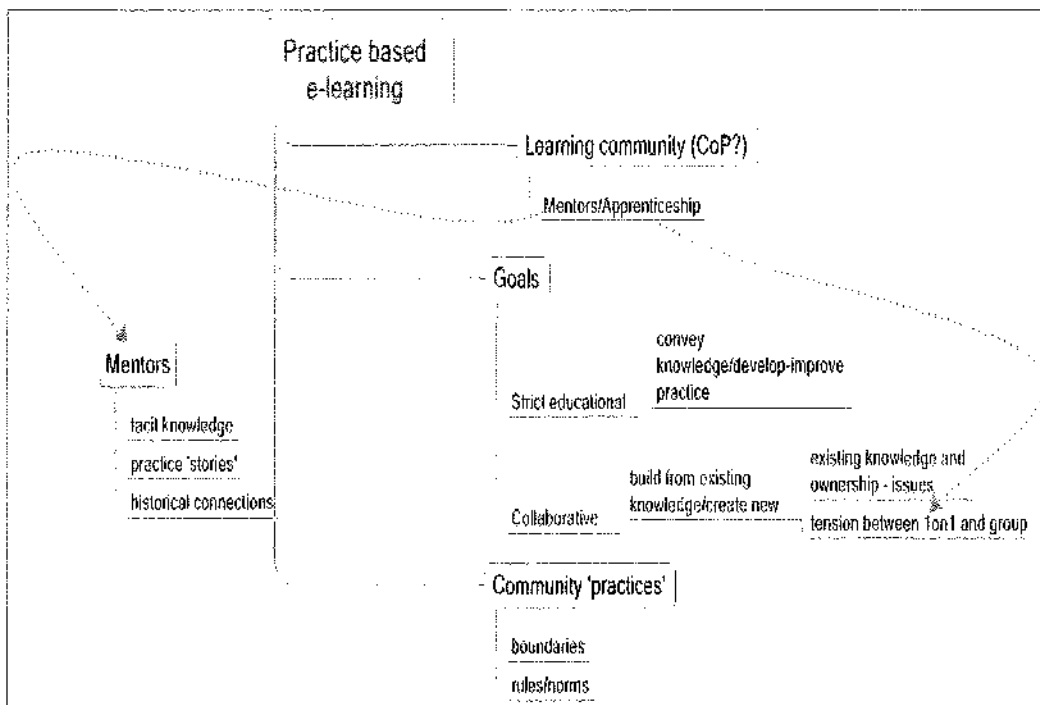 Practice based
e-learning
Learning community (CoP?)
Mentors/Apprenticeship
Goals
convey
knowledge/develop-improve
practice
Strict educational
existing knowledge and
ownership - issues
build from existing
knowledge/create new
tension between 1on1 and group
Collaborative
Community 'practices'
boundaries
rules/norms
Mentors
tacit knowledge
practice 'stories'
historical connections